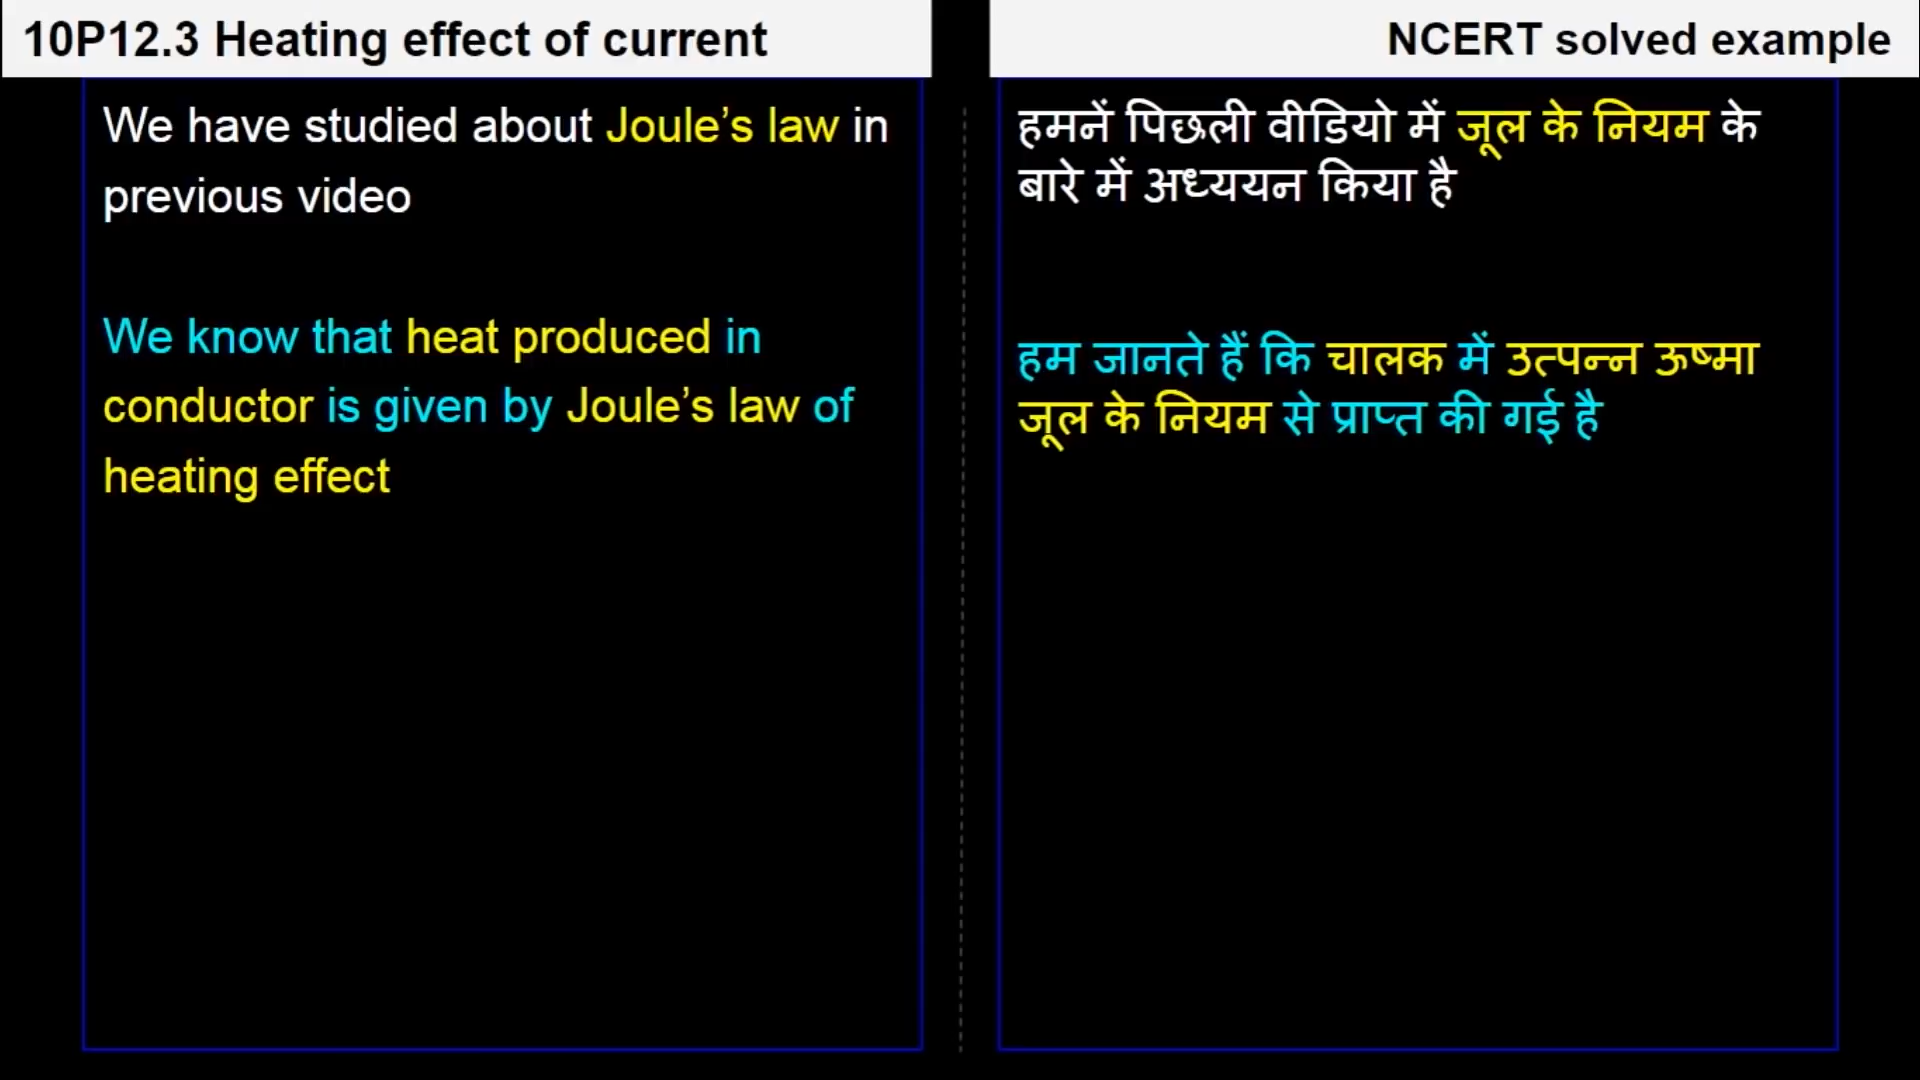 10P12.3 Heating effect of current
NCERT solved example
We have studied about Joule’s law in
previous video
We know that heat produced in
conductor is given by Joule’s law of
heating effect
हमनें पिछली वीडियो में जूल के नियम के
बारे में अध्ययन किया है
हम जानते हैं कि चालक में उत्पन्न ऊष्मा
जूल के नियम से प्राप्त की गई है